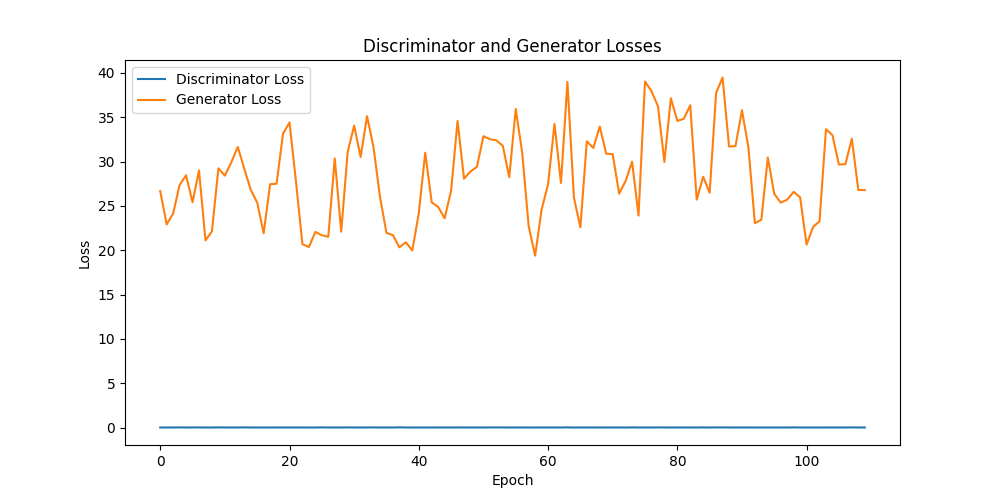 Discriminator and Generator Losses
Discriminator Loss
Generator Loss
40
35
30
25
20
15
10
5
0
Loss
0 20 40 60 80 100
Epoch